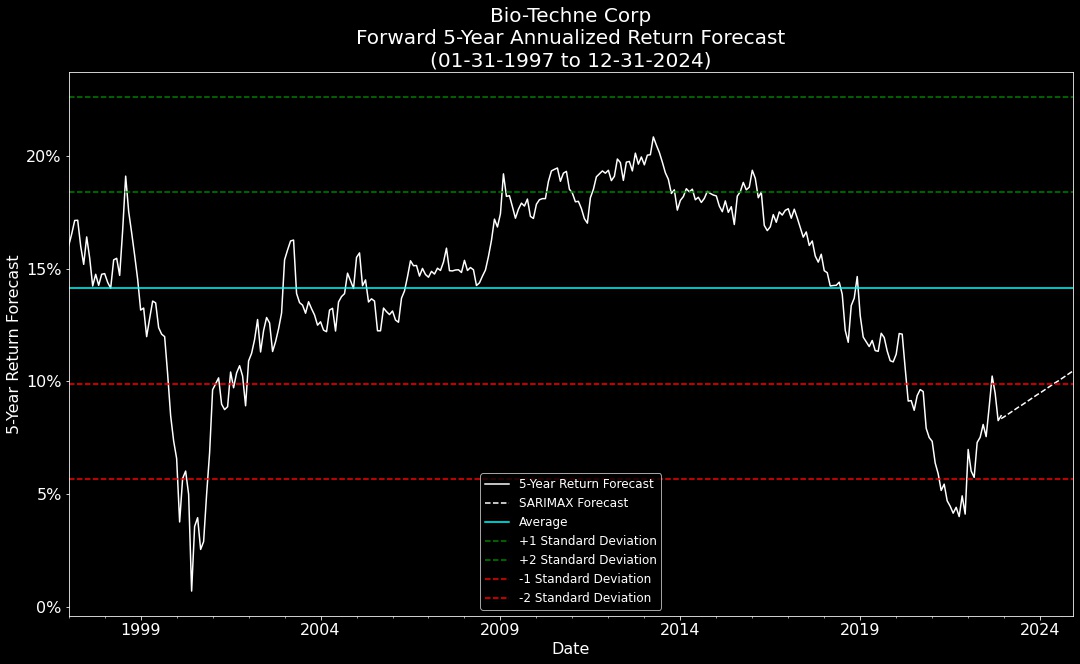 Bio-Techne Corp
Forward 5-Year Annualized Return Forecast
(01-31-1997 to 12-31-2024)
5-Year Return Forecast
20%
15%
10%
5%
0%
5-Year Return Forecast
SARIMAX Forecast
Average
+1 Standard Deviation
+2 Standard Deviation
-1 Standard Deviation
-2 Standard Deviation
1999
2004
2009
2014
2019
2024
Date